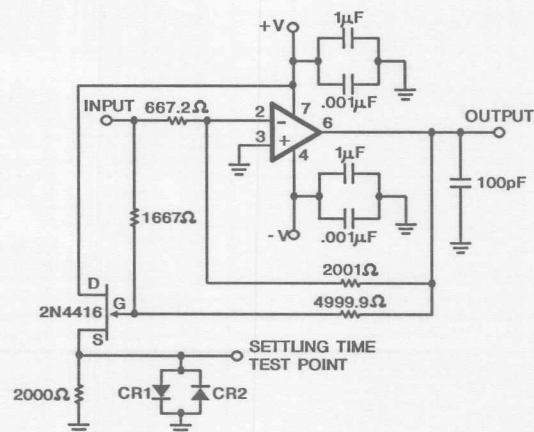 +V
1μF
.001μF
INPUT
667.2Ω
2
3
7
6
4
-
+
OUTPUT
1μF
100pF
1667Ω
-V
.001μF
2001Ω
4999.9Ω
D
2N4416
G
S
SETTLING TIME
TEST POINT
2000Ω
CR1
CR2